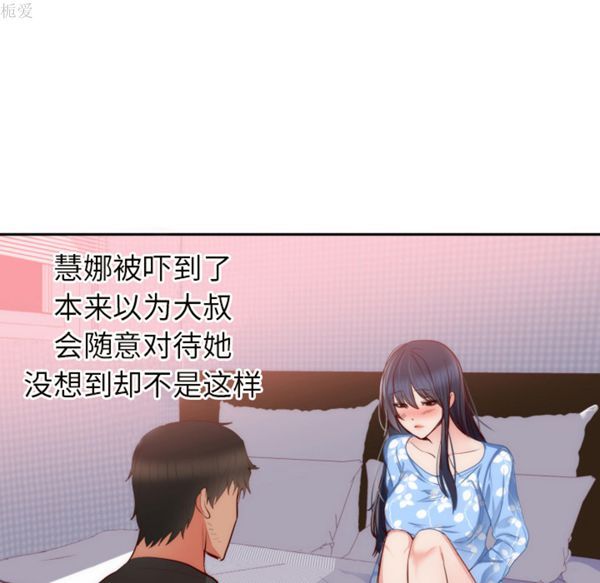 栀爱
慧娜被吓到了
本来以为大叔
会随意对待她
没想到却不是这样